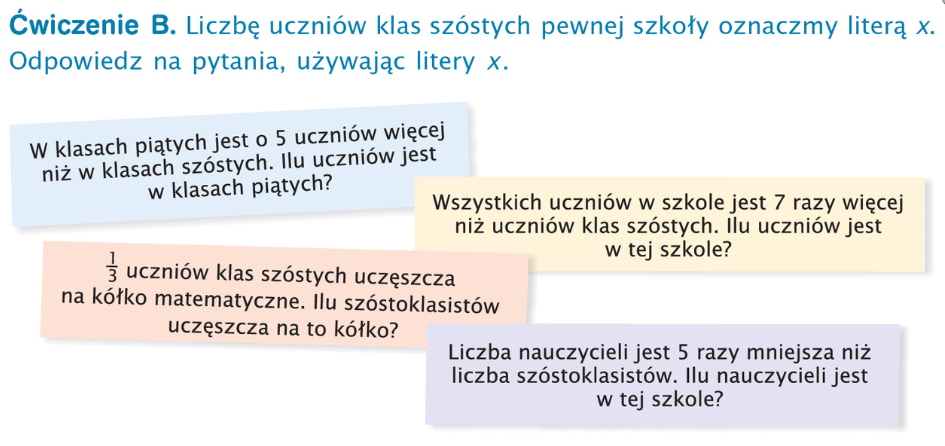 Ćwiczenie B. Liczbę uczniów klas szóstych pewnej szkoły oznaczmy literą x.
Odpowiedz na pytania, używając litery x.
W klasach piątych jest o 5 uczniów więcej
niż w klasach szóstych. Ilu uczniów jest
w klasach piątych?
Wszystkich uczniów w szkole jest 7 razy więcej
niż uczniów klas szóstych. Ilu uczniów jest
w tej szkole?
1/3 uczniów klas szóstych uczęszcza
na kółko matematyczne. Ilu szóstoklasistów
uczęszcza na to kółko?
Liczba nauczycieli jest 5 razy mniejsza niż
liczba szóstoklasistów. Ilu nauczycieli jest
w tej szkole?